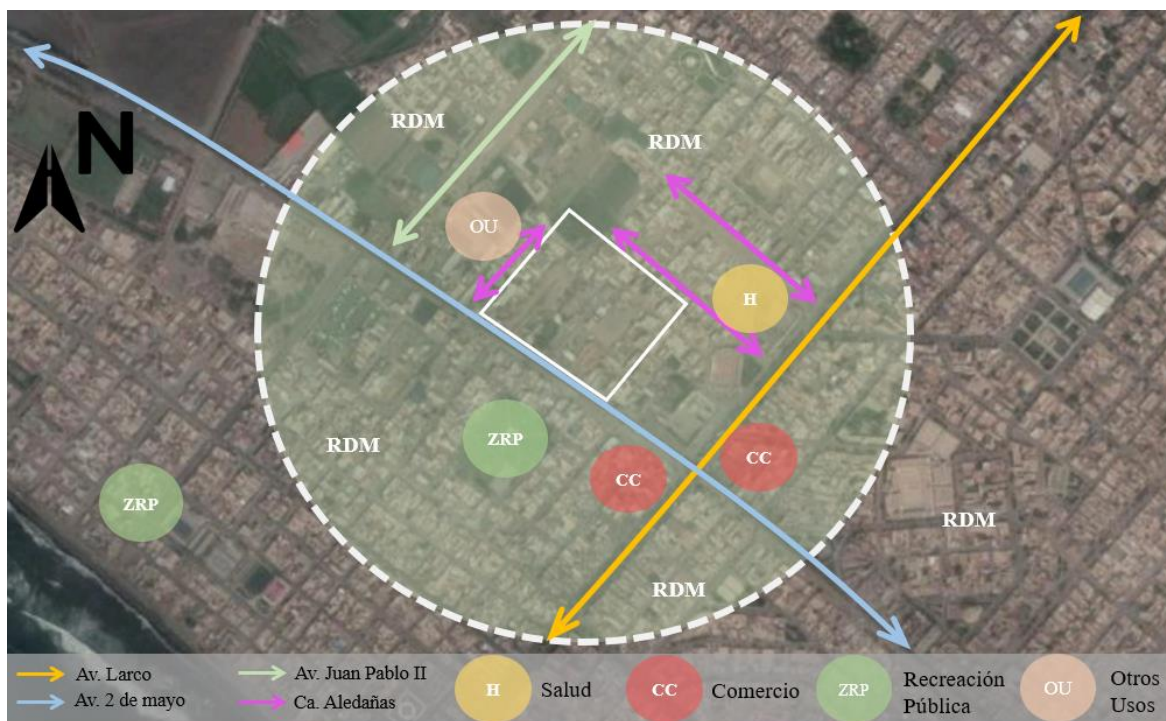 N
RDM
RDM
OU
H
RDM
ZRP
CC
CC
ZRP
RDM
RDM
Av. Larco
Av. Juan Pablo II
H
Salud
CC
Comercio
ZRP
Recreación
Pública
OU
Otros
Usos
Av. 2 de mayo
Ca. Aledañas